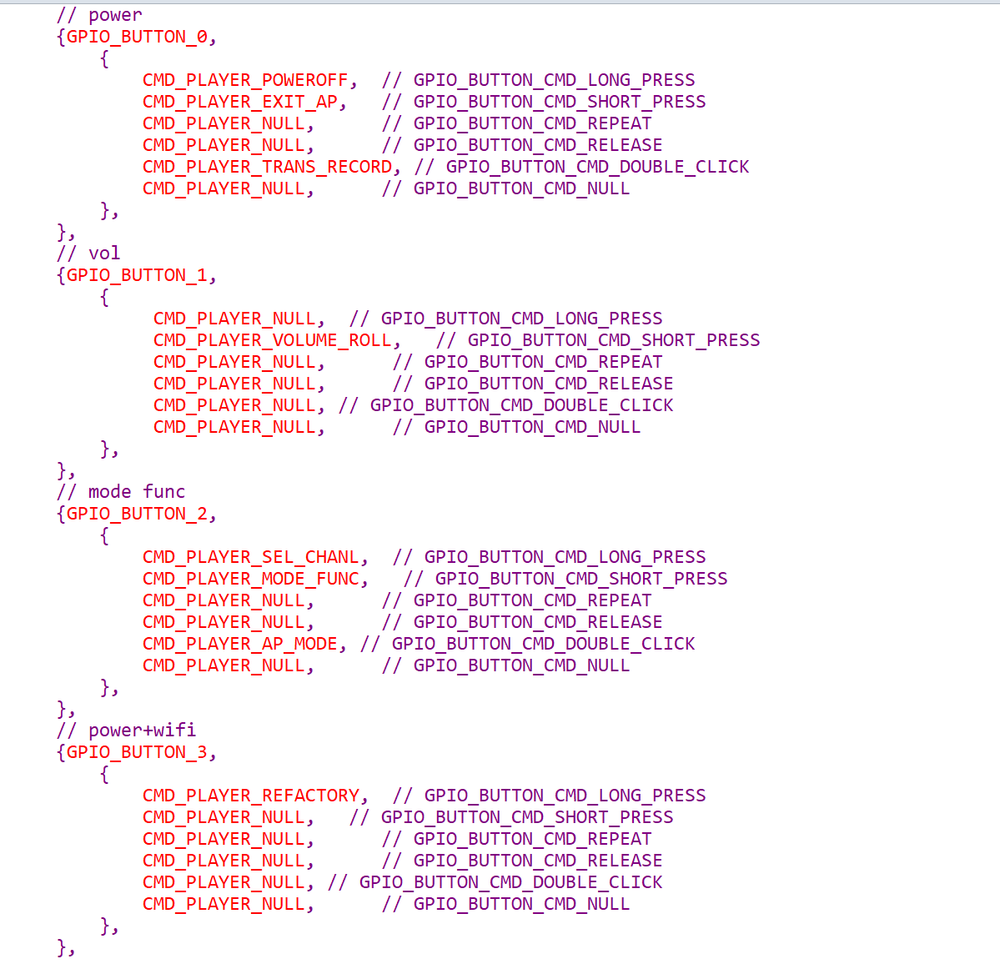 // power
{GPIO_BUTTON_0,
{
CMD_PLAYER_POWEROFF, // GPIO_BUTTON_CMD_LONG_PRESS
CMD_PLAYER_EXIT_AP, // GPIO_BUTTON_CMD_SHORT_PRESS
CMD_PLAYER_NULL, // GPIO_BUTTON_CMD_REPEAT
CMD_PLAYER_NULL, // GPIO_BUTTON_CMD_RELEASE
CMD_PLAYER_TRANS_RECORD, // GPIO_BUTTON_CMD_DOUBLE_CLICK
CMD_PLAYER_NULL, // GPIO_BUTTON_CMD_NULL
},
},
// vol
{GPIO_BUTTON_1,
{
CMD_PLAYER_NULL, // GPIO_BUTTON_CMD_LONG_PRESS
CMD_PLAYER_VOLUME_ROLL, // GPIO_BUTTON_CMD_SHORT_PRESS
CMD_PLAYER_NULL, // GPIO_BUTTON_CMD_REPEAT
CMD_PLAYER_NULL, // GPIO_BUTTON_CMD_RELEASE
CMD_PLAYER_NULL, // GPIO_BUTTON_CMD_DOUBLE_CLICK
CMD_PLAYER_NULL, // GPIO_BUTTON_CMD_NULL
},
},
// mode func
{GPIO_BUTTON_2,
{
CMD_PLAYER_SEL_CHANL, // GPIO_BUTTON_CMD_LONG_PRESS
CMD_PLAYER_MODE_FUNC, // GPIO_BUTTON_CMD_SHORT_PRESS
CMD_PLAYER_NULL, // GPIO_BUTTON_CMD_REPEAT
CMD_PLAYER_NULL, // GPIO_BUTTON_CMD_RELEASE
CMD_PLAYER_AP_MODE, // GPIO_BUTTON_CMD_DOUBLE_CLICK
CMD_PLAYER_NULL, // GPIO_BUTTON_CMD_NULL
},
},
// power+wifi
{GPIO_BUTTON_3,
{
CMD_PLAYER_REFACTORY, // GPIO_BUTTON_CMD_LONG_PRESS
CMD_PLAYER_NULL, // GPIO_BUTTON_CMD_SHORT_PRESS
CMD_PLAYER_NULL, // GPIO_BUTTON_CMD_REPEAT
CMD_PLAYER_NULL, // GPIO_BUTTON_CMD_RELEASE
CMD_PLAYER_NULL, // GPIO_BUTTON_CMD_DOUBLE_CLICK
CMD_PLAYER_NULL, // GPIO_BUTTON_CMD_NULL
},
},